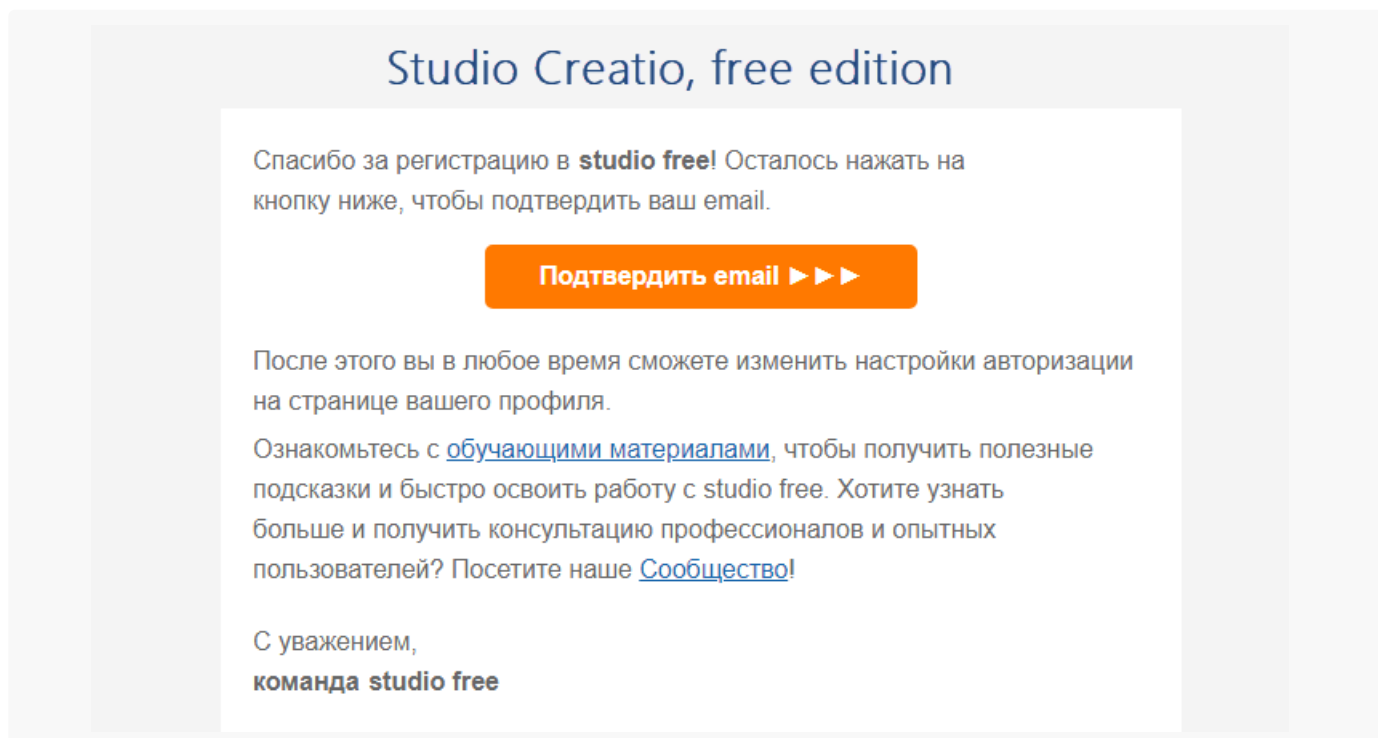 Studio Creatio, free edition
Спасибо за регистрацию в studio free! Осталось нажать на
кнопку ниже, чтобы подтвердить ваш email.
Подтвердить email ►►►
После этого вы в любое время сможете изменить настройки авторизации
на странице вашего профиля.
Ознакомьтесь с обучающими материалами, чтобы получить полезные
подсказки и быстро освоить работу с studio free. Хотите узнать
больше и получить консультацию профессионалов и опытных
пользователей? Посетите наше Сообщество!
С уважением,
команда studio free